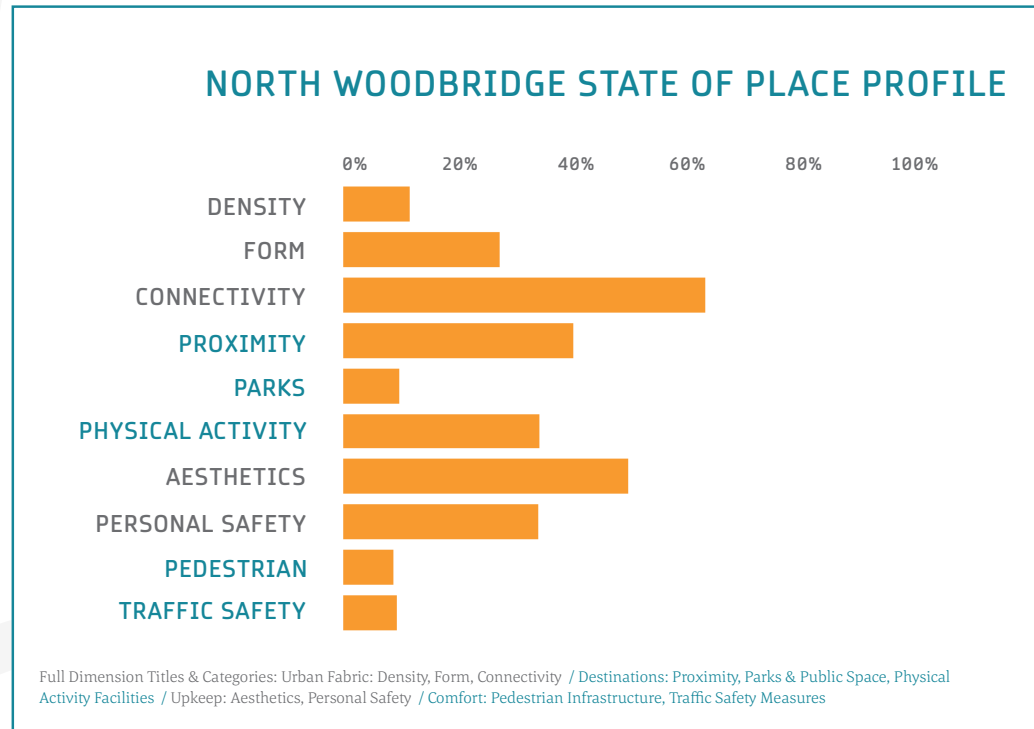 NORTH WOODBRIDGE STATE OF PLACE PROFILE
0% 20% 40% 60% 80% 100%
DENSITY
FORM
CONNECTIVITY
PROXIMITY
PARKS
PHYSICAL ACTIVITY
AESTHETICS
PERSONAL SAFETY
PEDESTRIAN
TRAFFIC SAFETY
Full Dimension Titles & Categories: Urban Fabric: Density, Form, Connectivity / Destinations: Proximity, Parks & Public Space, Physical
Activity Facilities / Upkeep: Aesthetics, Personal Safety / Comfort: Pedestrian Infrastructure, Traffic Safety Measures